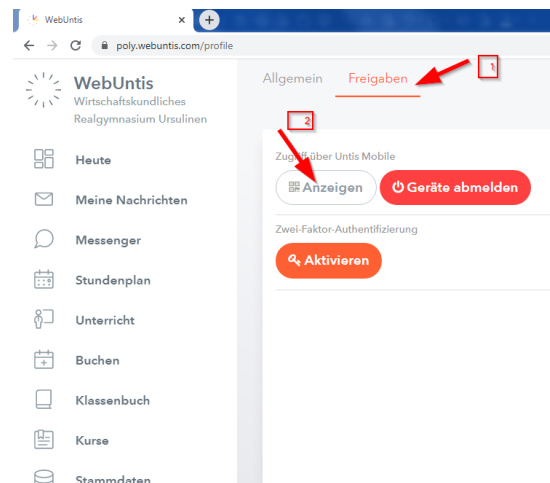 WebUntis
poly.webuntis.com/profile
WebUntis
Wirtschaftskundliches
Realgymnasium Ursulinen
Heute
Meine Nachrichten
Messenger
Stundenplan
Unterricht
Buchen
Klassenbuch
Kurse
Stammdaten
Allgemein Freigaben
1
2
Zugriff über Untis Mobile
Anzeigen Geräte abmelden
Zwei-Faktor-Authentifizierung
Aktivieren